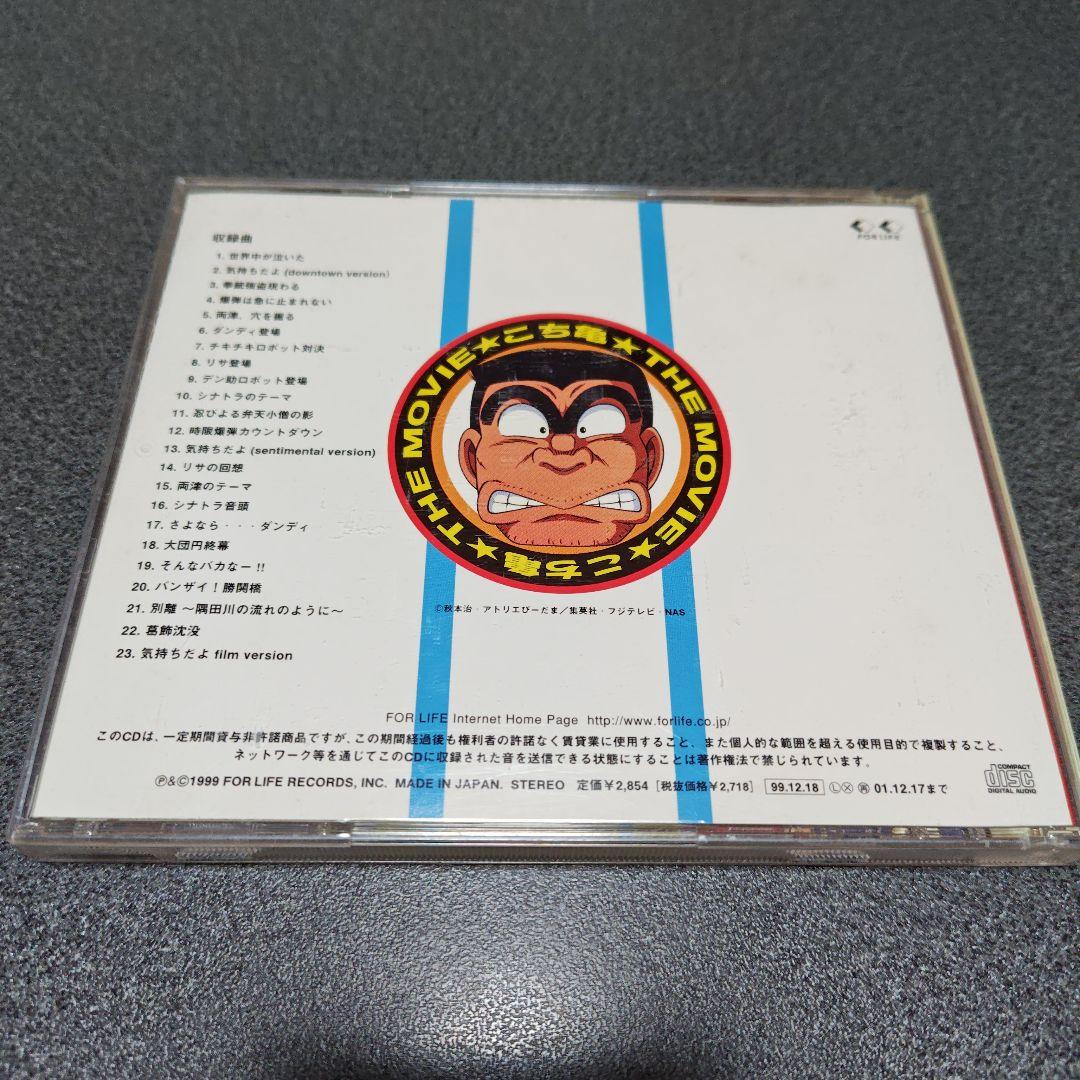 収録曲
1. 世界中が泣いた
2. 気持ちだよ (downtown version)
3. 拳銃強盗現わる
4. 爆弾は急に止まれない
5. 両津、穴を掘る
6. ダンディ登場
7. チキチキロボット対決
8. リサ登場
9. デン助ロボット登場
10. シナトラのテーマ
11. 忍びよる弁天小僧の影
12. 時限爆弾カウントダウン
13. 気持ちだよ (sentimental version)
14. リサの回想
15. 両津のテーマ
16. シナトラ音頭
17. さよなら・・・ダンディ
18. 大団円終幕
19. そんなバカなー!!
20. バンザイ！勝鬨橋
21. 別離 〜隅田川の流れのように〜
22. 葛飾沈没
23. 気持ちだよ film version
FOR LIFE
こち亀★THE MOVIE★こち亀★THE MOVIE★
©秋本治・アトリエびーだま／集英社・フジテレビ・NAS
FOR LIFE Internet Home Page http://www.forlife.co.jp/
このCDは、一定期間貸与非許諾商品ですが、この期間経過後も権利者の許諾なく賃貸業に使用すること、また個人的な範囲を超える使用目的で複製すること、
ネットワーク等を通じてこのCDに収録された音を送信できる状態にすることは著作権法で禁じられています。
Ⓟ&©1999 FOR LIFE RECORDS, INC. MADE IN JAPAN. STEREO 定価¥2,854 [税抜価格¥2,718] 99.12.18 Ⓛ Ⓧ 再 01.12.17まで
COMPACT
disc
DIGITAL AUDIO